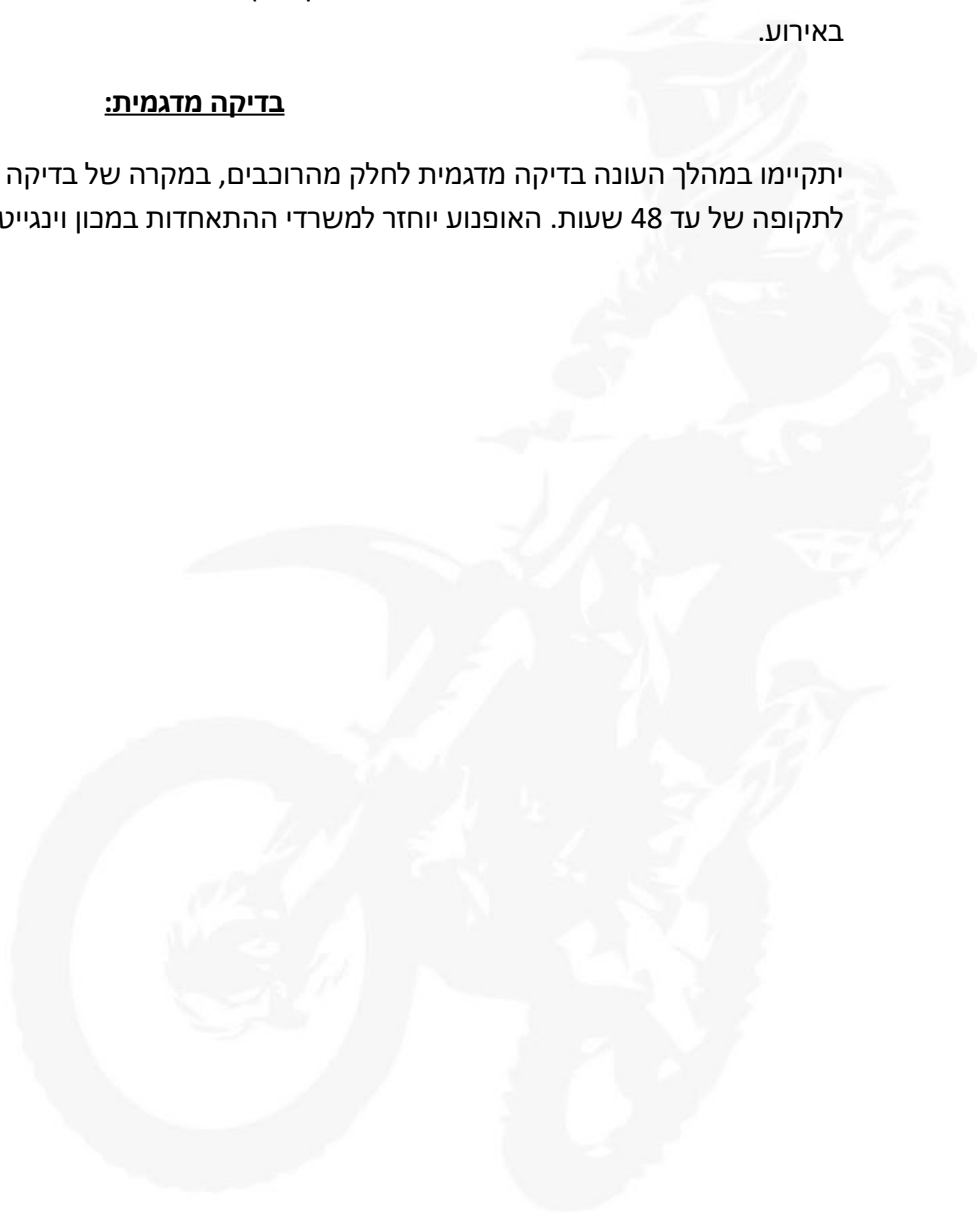 באירוע.
בדיקה מדגמית:
יתקיימו במהלך העונה בדיקה מדגמית לחלק מהרוכבים, במקרה של בדיקה
לתקופה של עד 48 שעות. האופנוע יוחזר למשרדי ההתאחדות במכון וינגייט